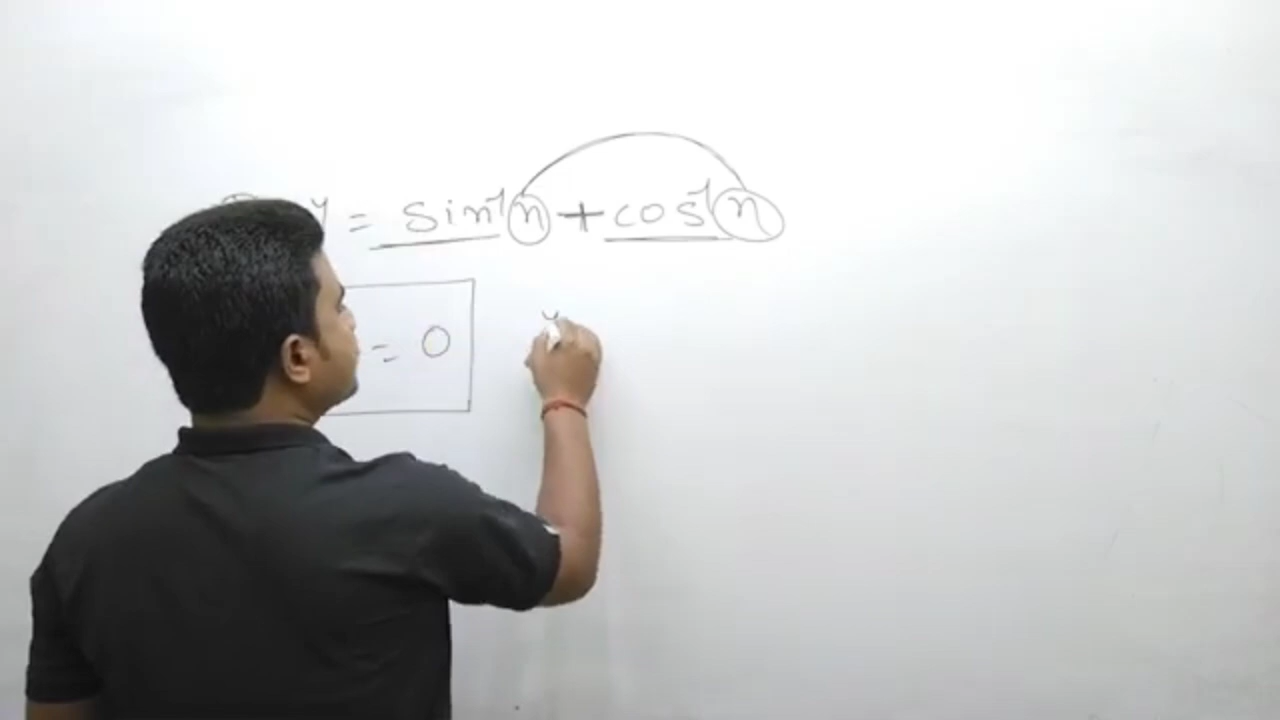 y = sin⁻¹x + cos⁻¹x
= 0
y